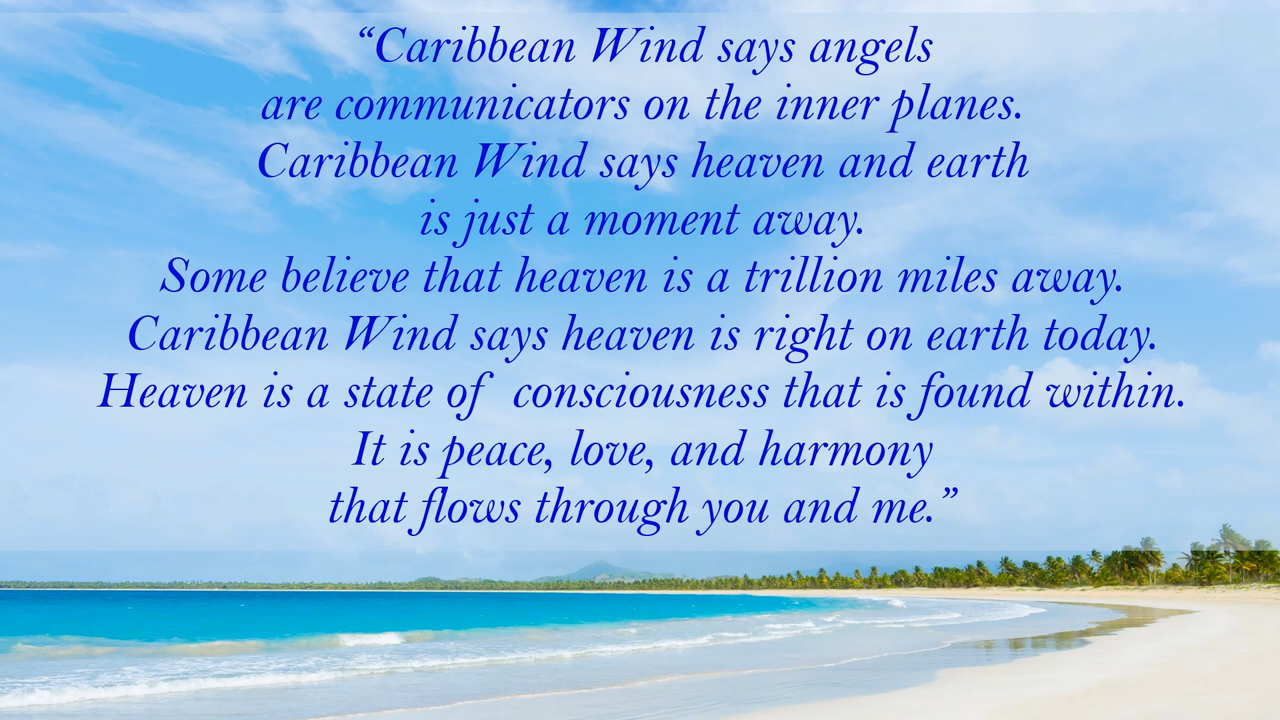 “Caribbean Wind says angels
are communicators on the inner planes.
Caribbean Wind says heaven and earth
is just a moment away.
Some believe that heaven is a trillion miles away.
Caribbean Wind says heaven is right on earth today.
Heaven is a state of  consciousness that is found within.
It is peace, love, and harmony
that flows through you and me.”